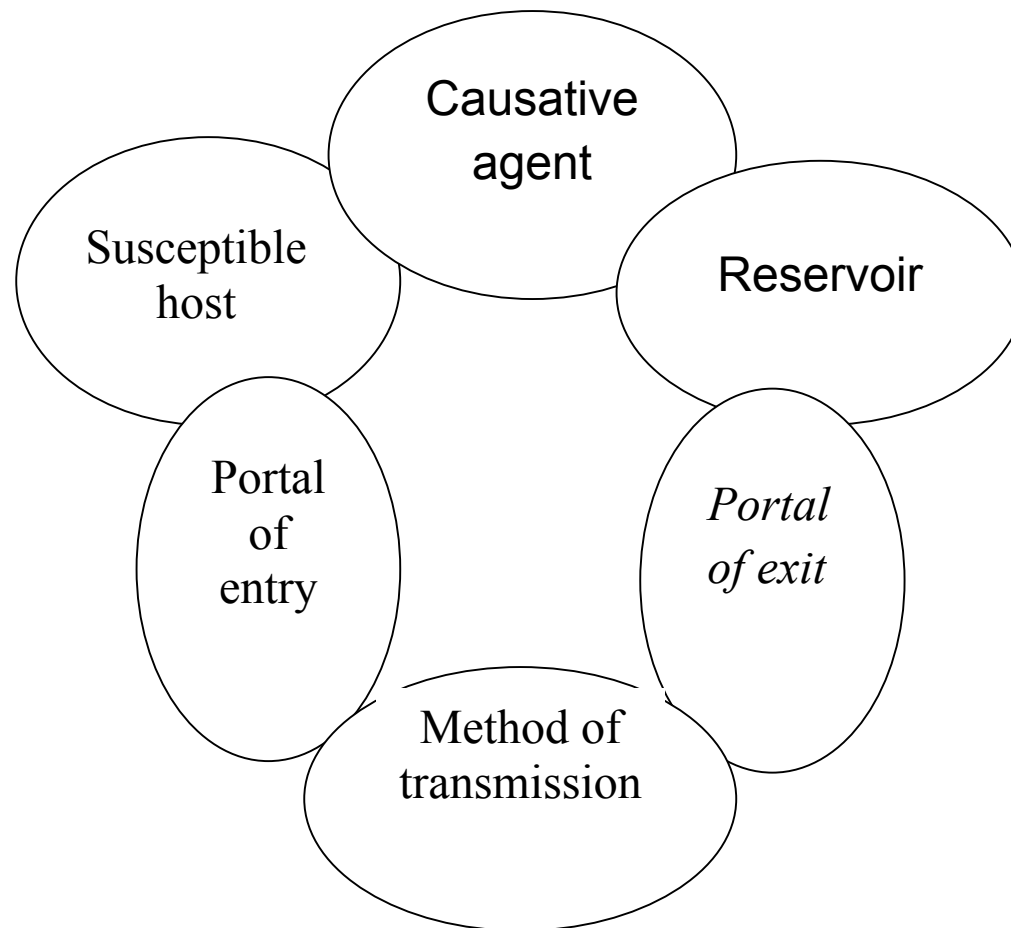 Causative
agent
Reservoir
Portal
of exit
Method of
transmission
Portal
of
entry
Susceptible
host